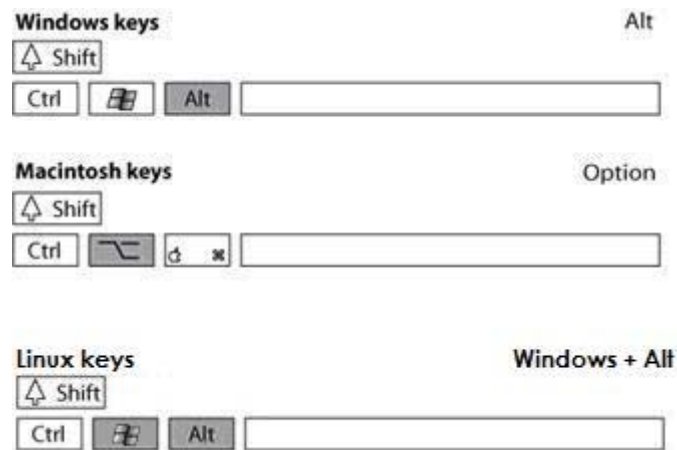 Windows keys Alt
Shift
Ctrl Alt
Macintosh keys Option
Shift
Ctrl
Linux keys Windows + Alt
Shift
Ctrl Alt